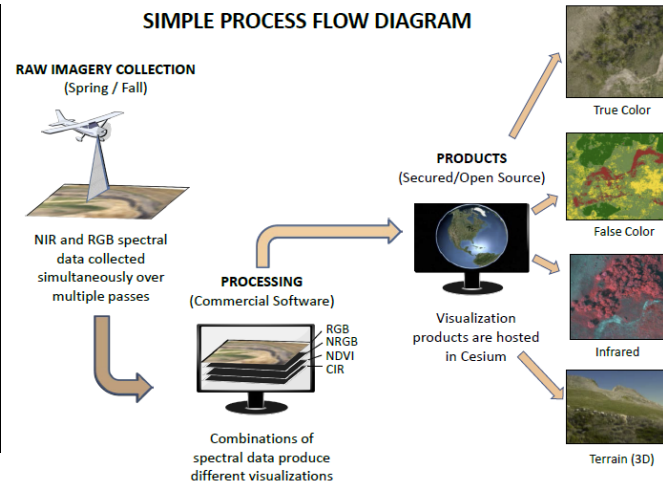 SIMPLE PROCESS FLOW DIAGRAM
RAW IMAGERY COLLECTION
(Spring / Fall)
NIR and RGB spectral
data collected
simultaneously over
multiple passes
PROCESSING
(Commercial Software)
RGB
NRGB
NDVI
CIR
Combinations of
spectral data produce
different visualizations
PRODUCTS
(Secured/Open Source)
Visualization
products are hosted
in Cesium
True Color
False Color
Infrared
Terrain (3D)